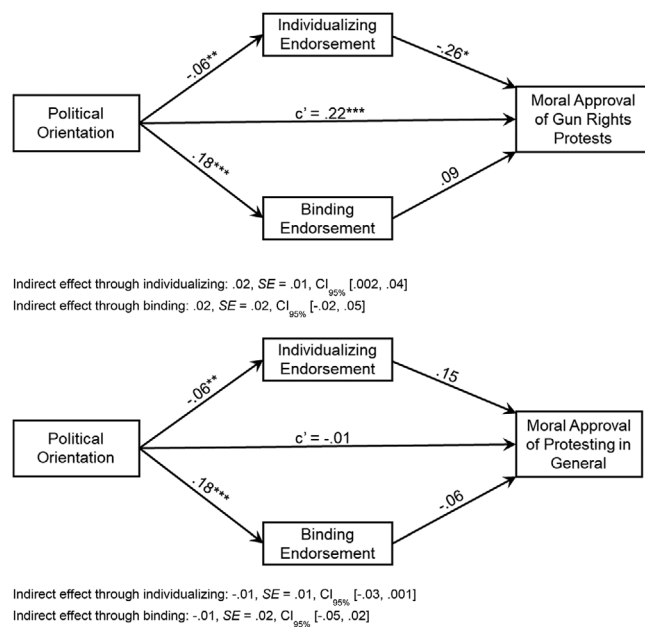 Individualizing
Endorsement
-.06**
-.26*
Political
Orientation
c' = .22***
Moral Approval
of Gun Rights
Protests
.18***
.09
Binding
Endorsement
Indirect effect through individualizing: .02, SE = .01, CI95% [.002, .04]
Indirect effect through binding: .02, SE = .02, CI95% [-.02, .05]
Individualizing
Endorsement
-.06**
.15
Political
Orientation
c' = -.01
Moral Approval
of Protesting in
General
.18***
-.06
Binding
Endorsement
Indirect effect through individualizing: -.01, SE = .01, CI95% [-.03, .001]
Indirect effect through binding: -.01, SE = .02, CI95% [-.05, .02]